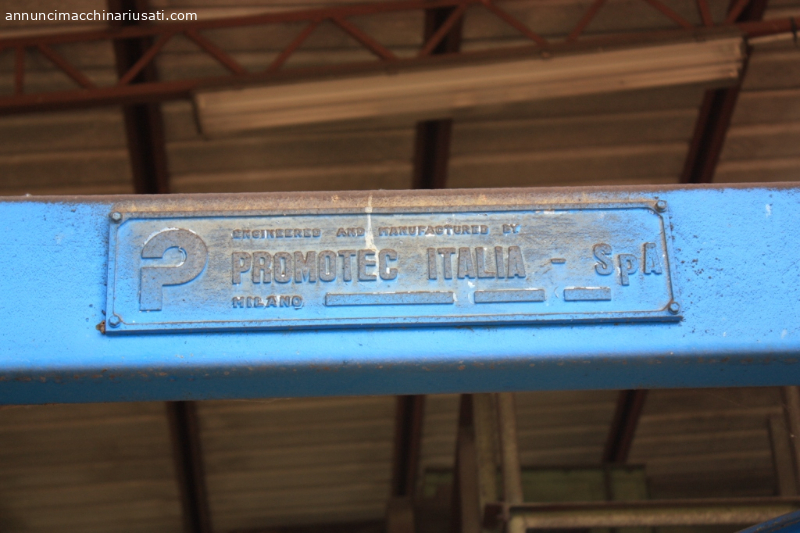 annuncimacchinariusati.com
ENGINEERED AND MANUFACTURED BY
PROMOTEC ITALIA - SpA
MILANO